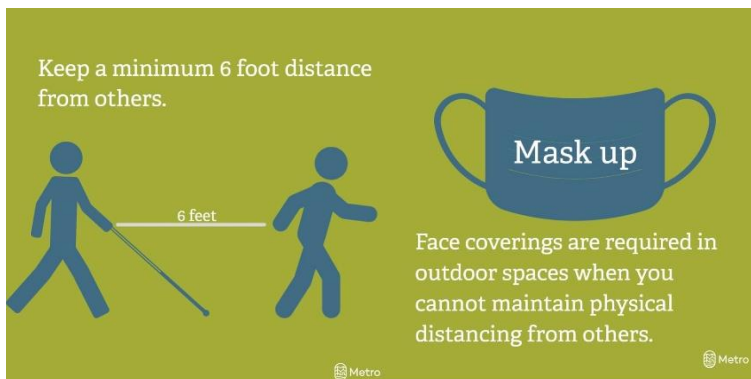 Keep a minimum 6 foot distance
from others.
6 feet
Metro
Mask up
Face coverings are required in
outdoor spaces when you
cannot maintain physical
distancing from others.
Metro